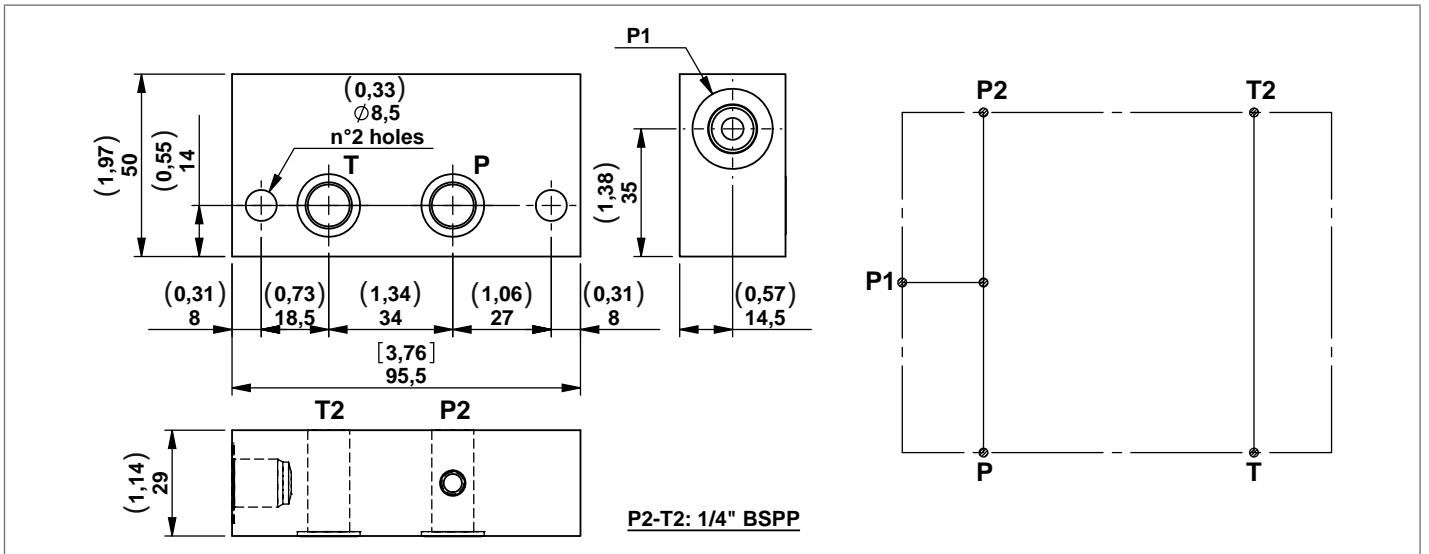 (0,33)
Ø8,5
n°2 holes
T
P
(1,97)
50
(0,55)
14
(0,31)
8
(0,73)
18,5
(1,34)
34
(1,06)
27
(0,31)
8
[3,76]
95,5
P1
(1,38)
35
(0,57)
14,5
T2
P2
(1,14)
29
P2-T2: 1/4" BSPP
P2
T2
P1
P
T